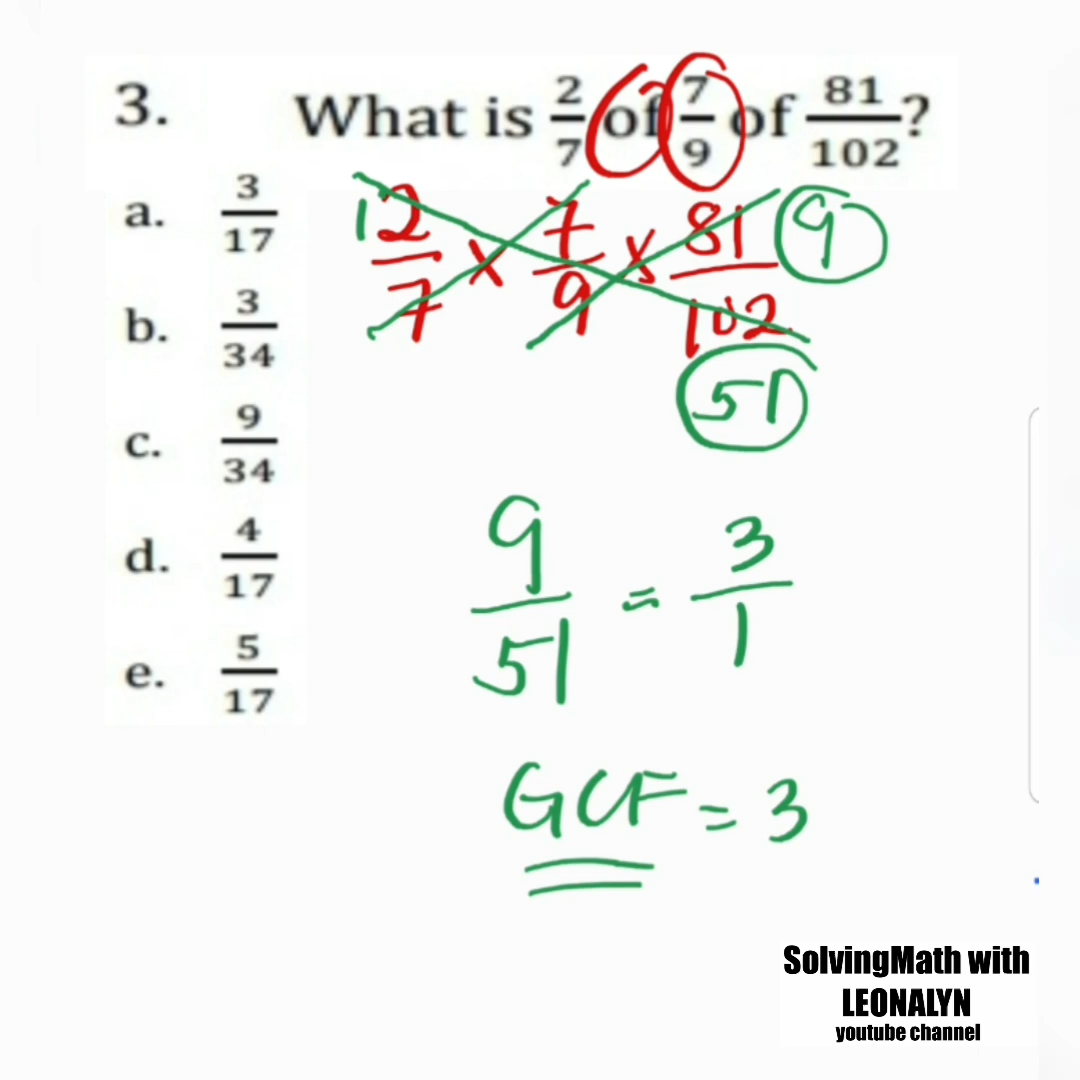 3. What is 2/7 of 7/9 of 81/102?
a. 3/17
b. 3/34
c. 9/34
d. 4/17
e. 5/17
1 2/7 x 7/9 x 81/102 9
51
9/51 = 3/1
GCF = 3
SolvingMath with
LEONALYN
youtube channel